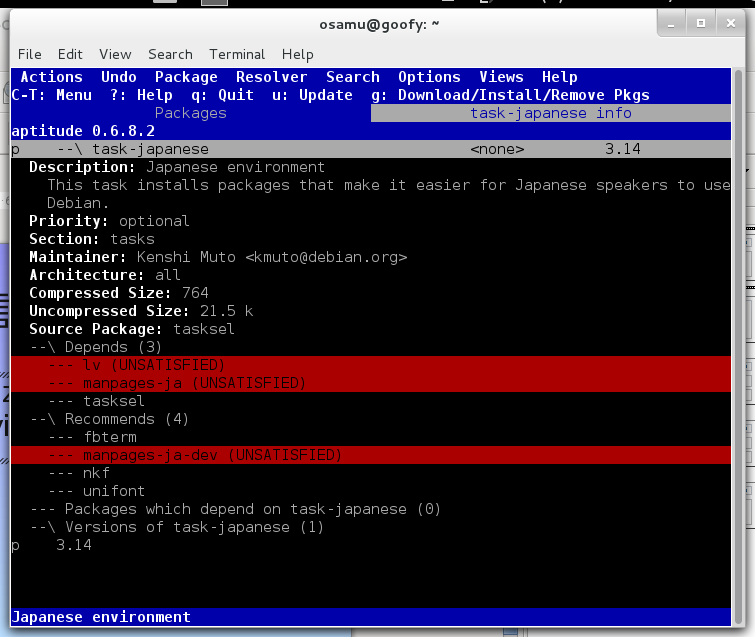 osamu@goofy: ~
File Edit View Search Terminal Help
Actions Undo Package Resolver Search Options Views Help
C-T: Menu ?: Help q: Quit u: Update g: Download/Install/Remove Pkgs
Packages task-japanese info
aptitude 0.6.8.2
p --\ task-japanese <none> 3.14
Description: Japanese environment
This task installs packages that make it easier for Japanese speakers to use
Debian.
Priority: optional
Section: tasks
Maintainer: Kenshi Muto <kmuto@debian.org>
Architecture: all
Compressed Size: 764
Uncompressed Size: 21.5 k
Source Package: tasksel
--\ Depends (3)
--- lv (UNSATISFIED)
--- manpages-ja (UNSATISFIED)
--- tasksel
--\ Recommends (4)
--- fbterm
--- manpages-ja-dev (UNSATISFIED)
--- nkf
--- unifont
--- Packages which depend on task-japanese (0)
--\ Versions of task-japanese (1)
p 3.14
Japanese environment